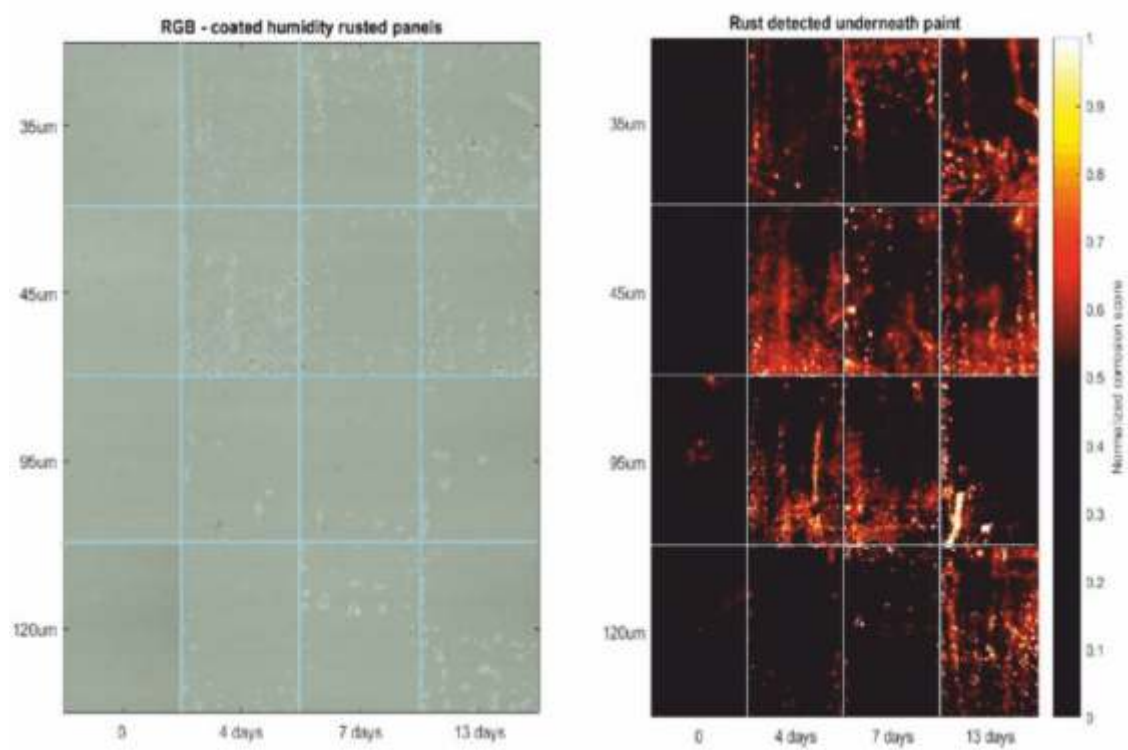 RGB - coated humidity rusted panels
35um
45um
95um
120um
0
4 days
7 days
13 days
Rust detected underneath paint
35um
45um
95um
120um
0
4 days
7 days
13 days
1
0.9
0.8
0.7
0.6
0.5
0.4
0.3
0.2
0.1
0
Normalized corrosion score